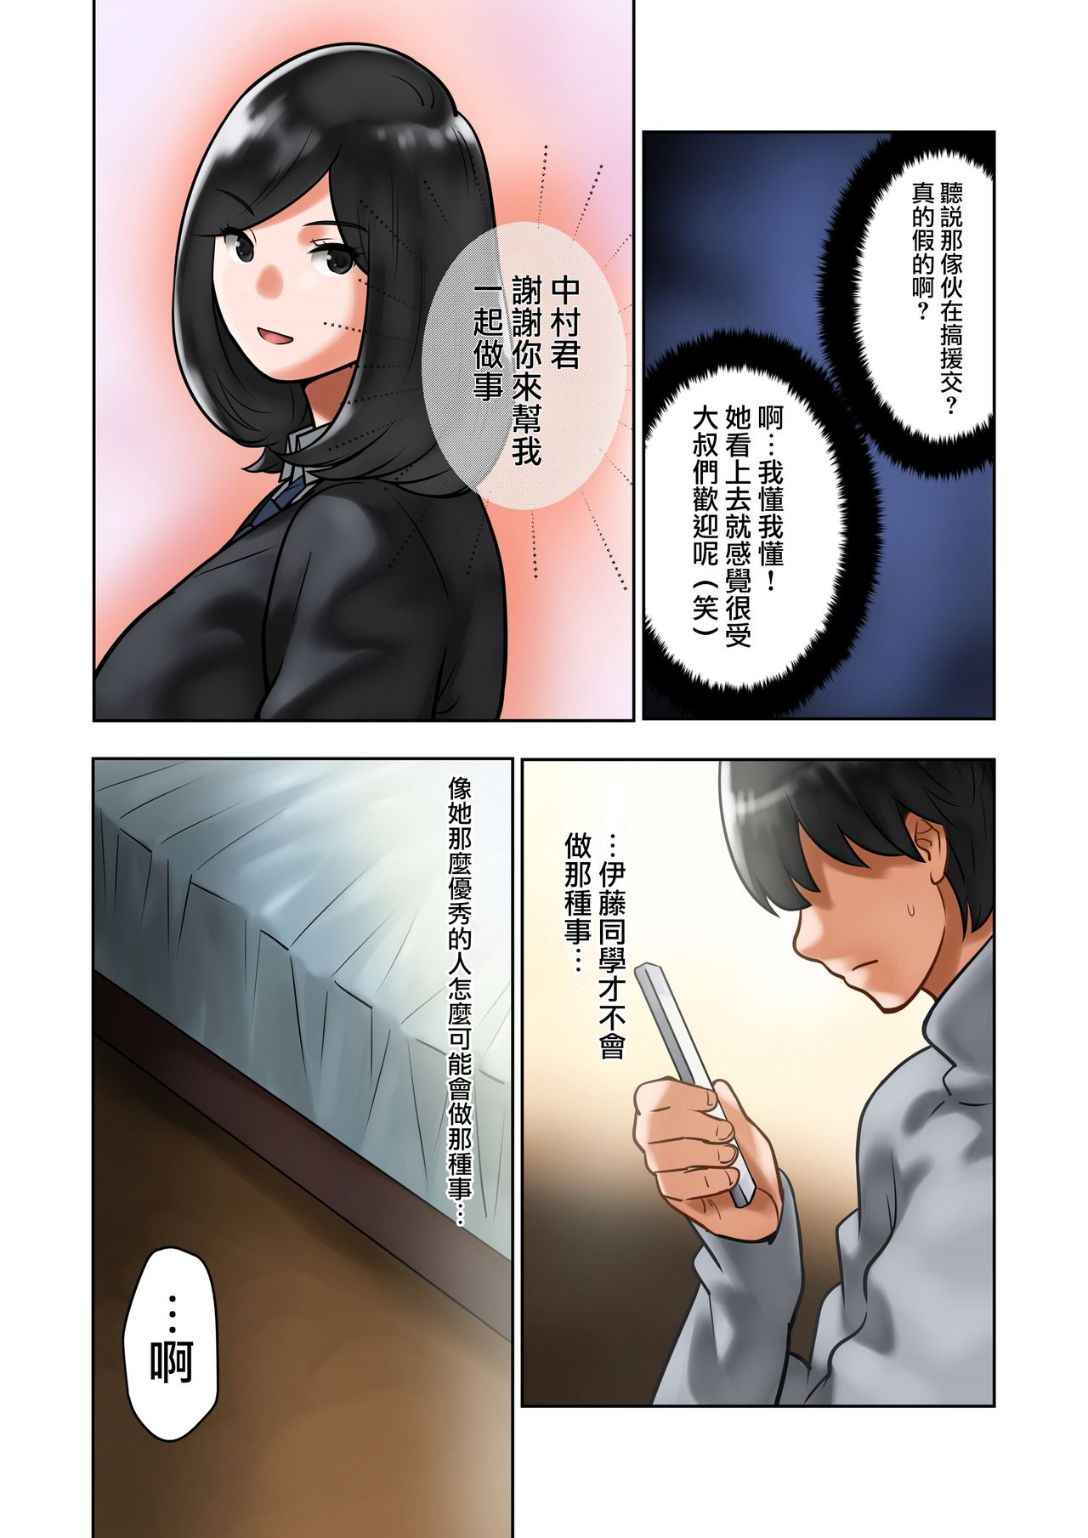 聽説那傢伙在搞援交？
真的假的啊？
啊…我懂我懂！
她看上去就感覺很受
大叔們歡迎呢（笑）
中村君
謝謝你來幫我
一起做事
…伊藤同學才不會
做那種事…
像她那麼優秀的人怎麼可能會做那種事…
…啊